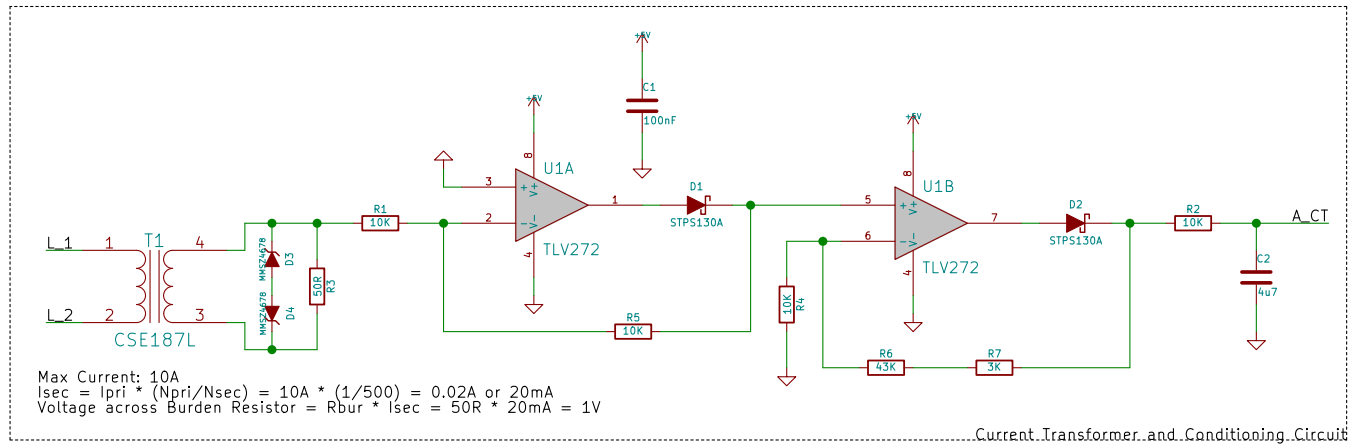 +5V
C1
100nF
+5V
8
U1A
3
+
V+
2
−
V−
1
4
TLV272
D1
STPS130A
+5V
8
U1B
5
+
V+
6
−
V−
7
4
TLV272
D2
STPS130A
R1
10K
R2
10K
A_CT
C2
4u7
L_1
1
T1
4
L_2
2
3
CSE187L
MMSZ4678
D3
MMSZ4678
D4
50R
R3
10K
R4
R5
10K
R6
43K
R7
3K
Max Current: 10A
Isec = Ipri * (Npri/Nsec) = 10A * (1/500) = 0.02A or 20mA
Voltage across Burden Resistor = Rbur * Isec = 50R * 20mA = 1V
Current Transformer and Conditioning Circuit